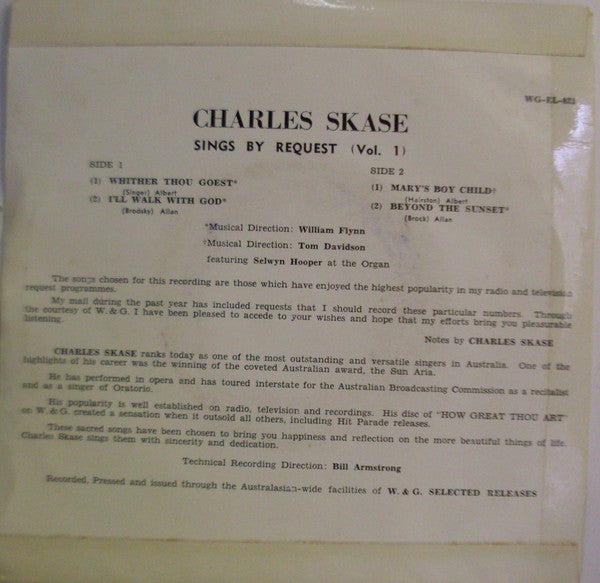 WG-EL-821
CHARLES SKASE
SINGS BY REQUEST (Vol. 1)
SIDE 1
(1) WHITHER THOU GOEST*
(Singer) Albert
(2) I'LL WALK WITH GOD*
(Brodsky) Allan
SIDE 2
(1) MARY'S BOY CHILD†
(Hairston) Albert
(2) BEYOND THE SUNSET*
(Brock) Allan
*Musical Direction: William Flynn
†Musical Direction: Tom Davidson
featuring Selwyn Hooper at the Organ
The songs chosen for this recording are those which have enjoyed the highest popularity in my radio and television
request programmes.
My mail during the past year has included requests that I should record these particular numbers. Through
the courtesy of W. & G. I have been pleased to accede to your wishes and hope that my efforts bring you pleasurable
listening.
Notes by CHARLES SKASE
CHARLES SKASE ranks today as one of the most outstanding and versatile singers in Australia. One of the
highlights of his career was the winning of the coveted Australian award, the Sun Aria.
He has performed in opera and has toured interstate for the Australian Broadcasting Commission as a recitalist
and as a singer of Oratorio.
His popularity is well established on radio, television and recordings. His disc of "HOW GREAT THOU ART"
on W. & G. created a sensation when it outsold all others, including Hit Parade releases.
These sacred songs have been chosen to bring you happiness and reflection on the more beautiful things of life.
Charles Skase sings them with sincerity and dedication.
Technical Recording Direction: Bill Armstrong
Recorded, Pressed and issued through the Australasian-wide facilities of W. & G. SELECTED RELEASES